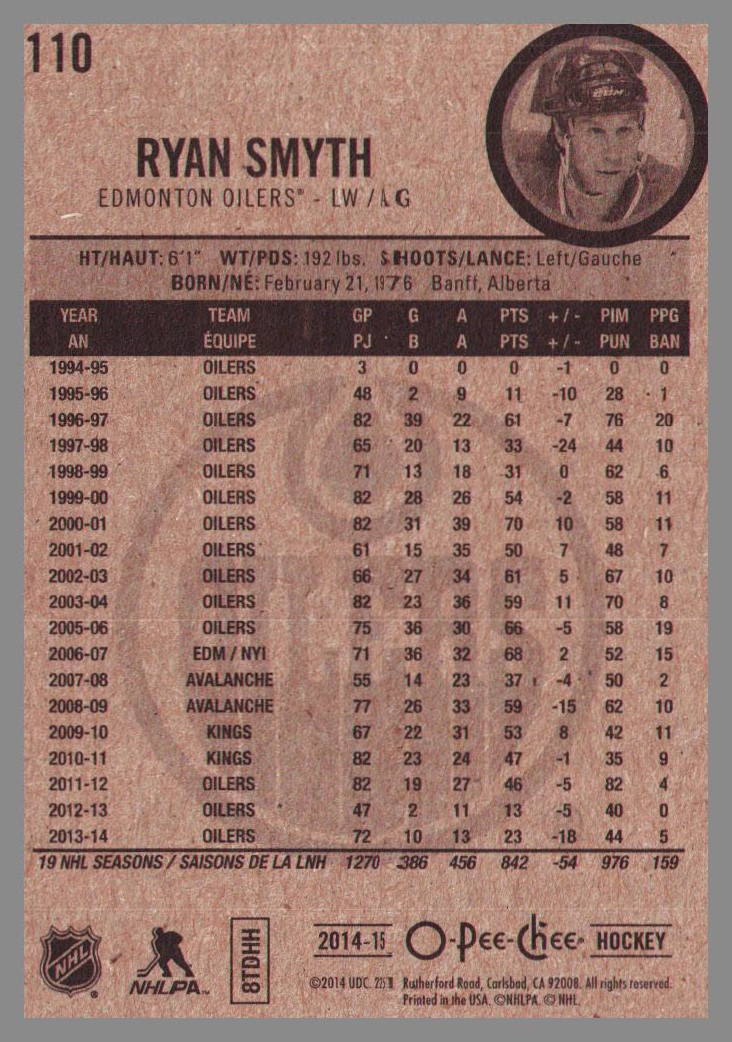 110
RYAN SMYTH
EDMONTON OILERS® - LW / AG
HT/HAUT: 6'1" WT/PDS: 192 lbs. SHOOTS/LANCE: Left/Gauche
BORN/NÉ: February 21, 1976 Banff, Alberta
YEAR TEAM GP G A PTS +/- PIM PPG
AN ÉQUIPE PJ B A PTS +/- PUN BAN
1994-95 OILERS 3 0 0 0 -1 0 0
1995-96 OILERS 48 2 9 11 -10 28 1
1996-97 OILERS 82 39 22 61 -7 76 20
1997-98 OILERS 65 20 13 33 -24 44 10
1998-99 OILERS 71 13 18 31 0 62 6
1999-00 OILERS 82 28 26 54 -2 58 11
2000-01 OILERS 82 31 39 70 10 58 11
2001-02 OILERS 61 15 35 50 7 48 7
2002-03 OILERS 66 27 34 61 5 67 10
2003-04 OILERS 82 23 36 59 11 70 8
2005-06 OILERS 75 36 30 66 -5 58 19
2006-07 EDM / NYI 71 36 32 68 2 52 15
2007-08 AVALANCHE 55 14 23 37 -4 50 2
2008-09 AVALANCHE 77 26 33 59 -15 62 10
2009-10 KINGS 67 22 31 53 8 42 11
2010-11 KINGS 82 23 24 47 -1 35 9
2011-12 OILERS 82 19 27 46 -5 82 4
2012-13 OILERS 47 2 11 13 -5 40 0
2013-14 OILERS 72 10 13 23 -18 44 5
19 NHL SEASONS / SAISONS DE LA LNH 1270 386 456 842 -54 976 159
NHL
NHLPA™
8TDHH
2014-15 O-Pee-Chee® HOCKEY
©2014 UDC. Rutherford Road, Carlsbad, CA 92008. All rights reserved.
Printed in the USA. ©NHLPA. © NHL.